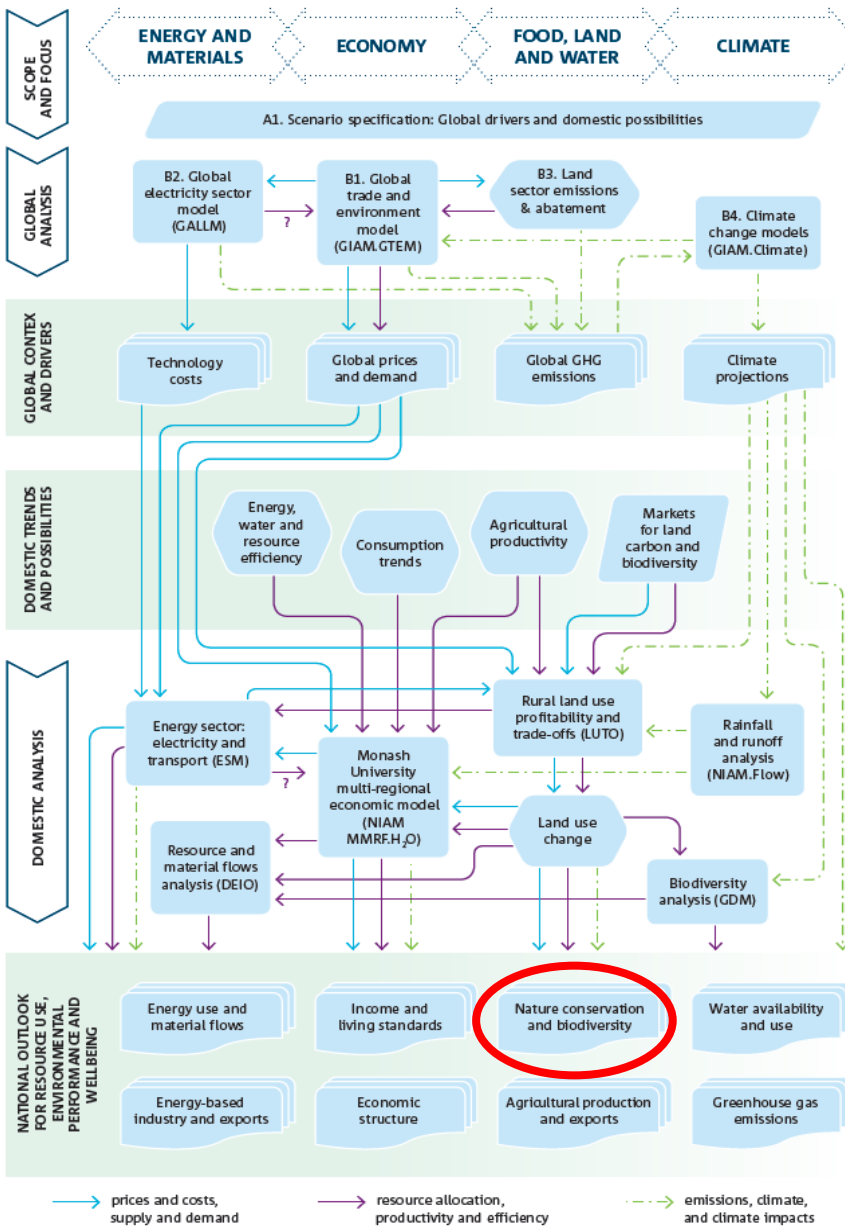 SCOPE
AND FOCUS
ENERGY AND
MATERIALS
ECONOMY
FOOD, LAND
AND WATER
CLIMATE
A1. Scenario specification: Global drivers and domestic possibilities
GLOBAL
ANALYSIS
B2. Global
electricity sector
model
(GALLM)
?
B1. Global
trade and
environment
model
(GIAM.GTEM)
B3. Land
sector emissions
& abatement
B4. Climate
change models
(GIAM.Climate)
GLOBAL CONTEX
AND DRIVERS
Technology
costs
Global prices
and demand
Global GHG
emissions
Climate
projections
DOMESTIC TRENDS
AND POSSIBILITIES
Energy,
water and
resource
efficiency
Consumption
trends
Agricultural
productivity
Markets
for land
carbon and
biodiversity
DOMESTIC ANALYSIS
Energy sector:
electricity and
transport (ESM)
?
Monash
University
multi-regional
economic model
(NIAM
MMRF.H₂O)
Rural land use
profitability and
trade-offs (LUTO)
Rainfall
and runoff
analysis
(NIAM.Flow)
Resource and
material flows
analysis (DEIO)
Land use
change
Biodiversity
analysis (GDM)
NATIONAL OUTLOOK
FOR RESOURCE USE,
ENVIRONMENTAL
PERFORMANCE AND
WELLBEING
Energy use and
material flows
Income and
living standards
Nature conservation
and biodiversity
Water availability
and use
Energy-based
industry and exports
Economic
structure
Agricultural production
and exports
Greenhouse gas
emissions
prices and costs,
supply and demand
resource allocation,
productivity and efficiency
emissions, climate,
and climate impacts